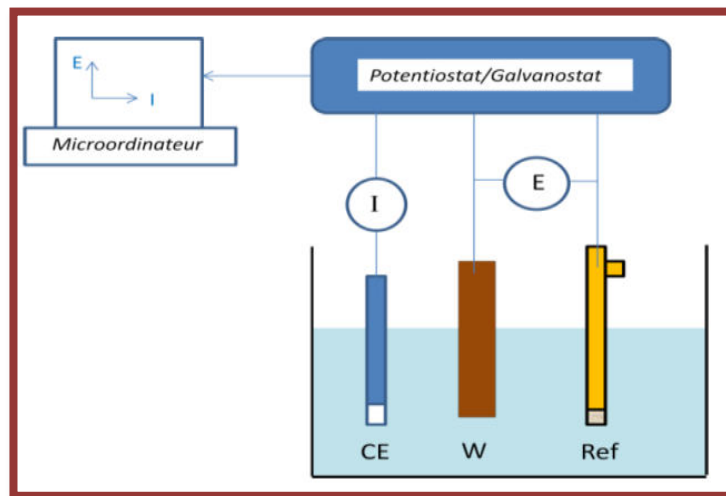 E
I
Microordinateur
Potentiostat/Galvanostat
I
E
CE
W
Ref